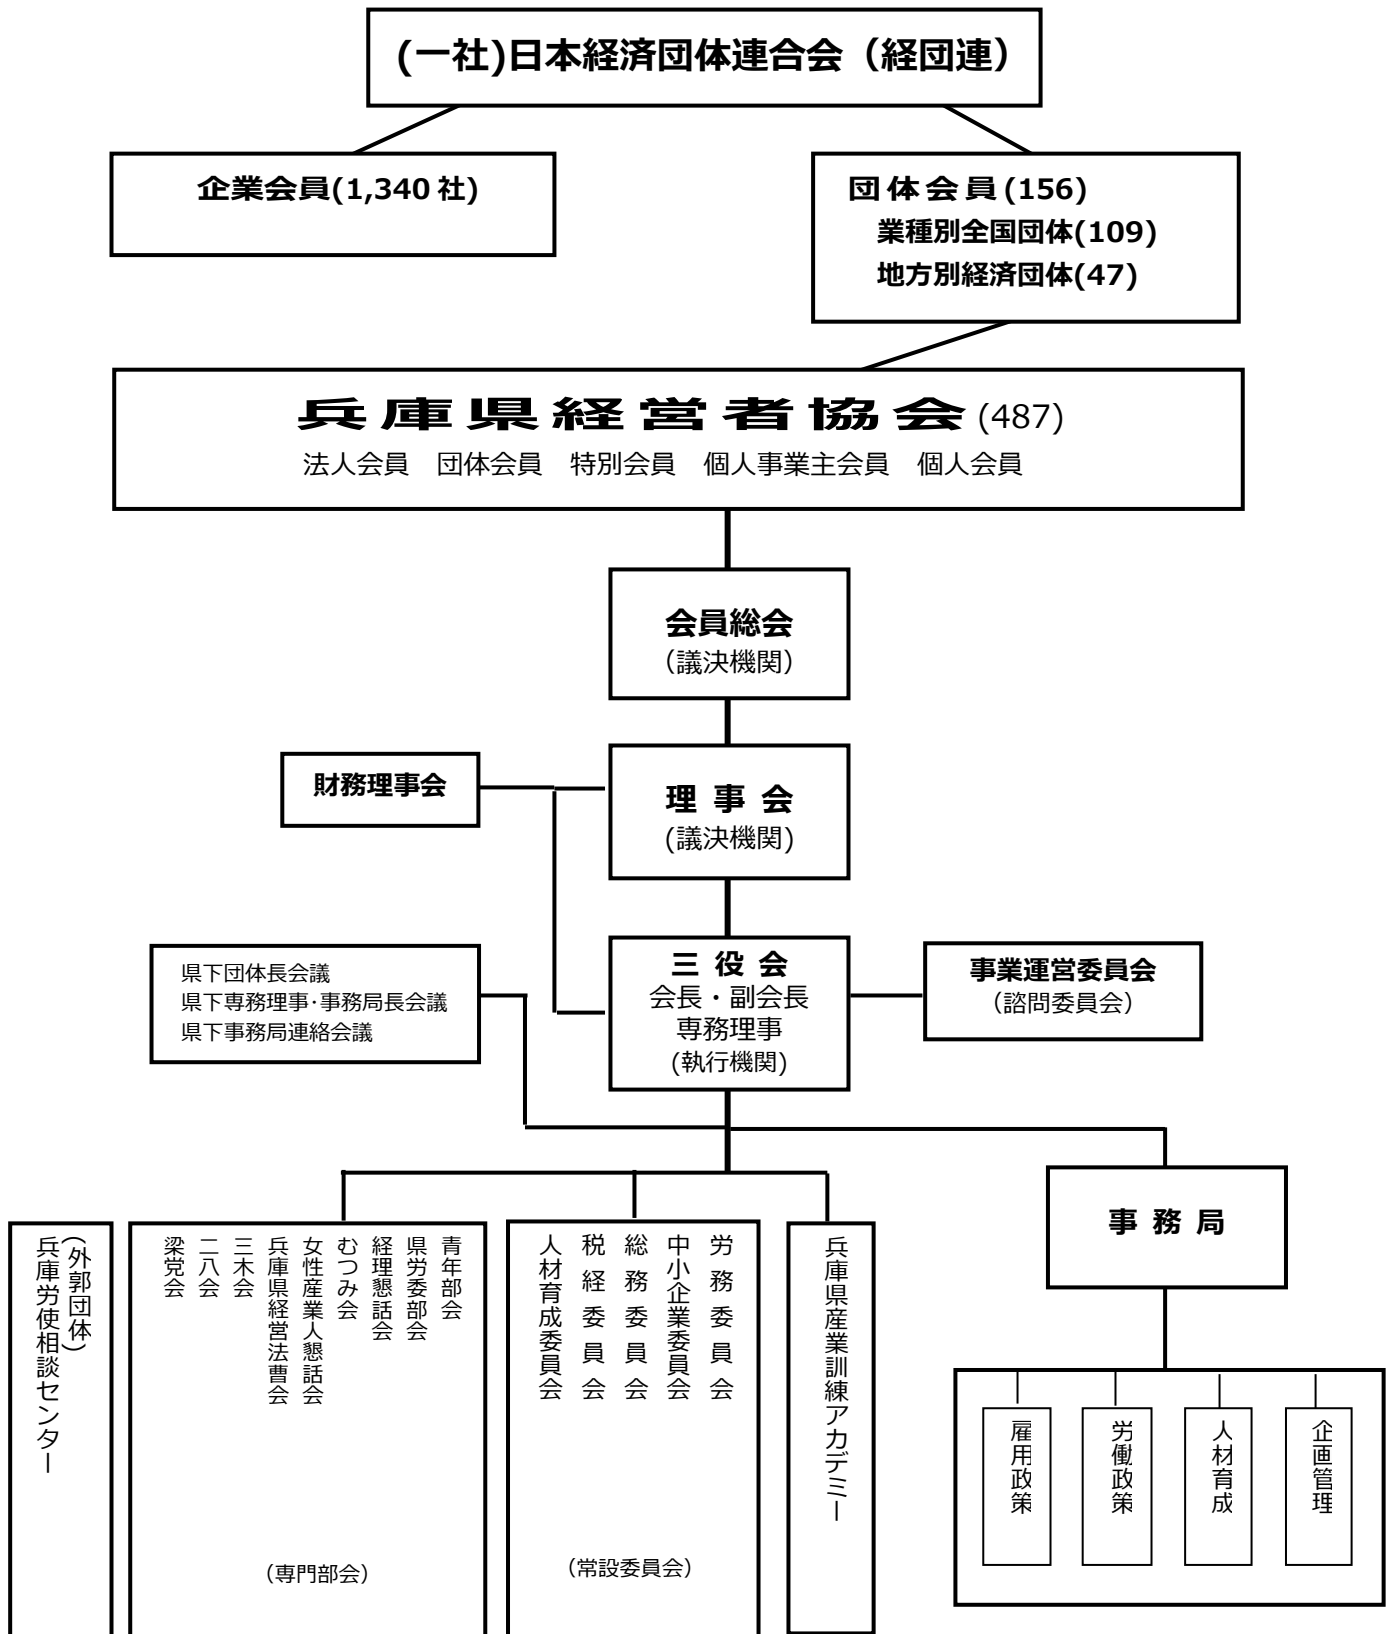 (一社)日本経済団体連合会（経団連）
企業会員(1,340 社)
団体会員(156)
業種別全国団体(109)
地方別経済団体(47)
兵庫県経営者協会(487)
法人会員　団体会員　特別会員　個人事業主会員　個人会員
会員総会
（議決機関）
財務理事会
理 事 会
(議決機関)
県下団体長会議
県下専務理事･事務局長会議
県下事務局連絡会議
三 役 会
会長・副会長
専務理事
(執行機関)
事業運営委員会
（諮問委員会）
事 務 局
(外郭団体)
兵庫労使相談センター
青年部会
県労委部会
経理懇話会
むつみ会
女性産業人懇話会
兵庫県経営法曹会
三木会
二八会
梁党会
（専門部会）
労務委員会
中小企業委員会
総務委員会
税経委員会
人材育成委員会
（常設委員会）
兵庫県産業訓練アカデミー
企画管理
人材育成
労働政策
雇用政策